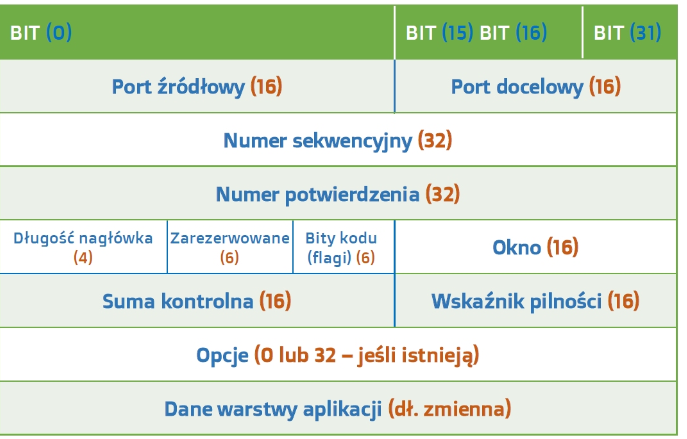 BIT (0) BIT (15) BIT (16) BIT (31)
Port źródłowy (16) Port docelowy (16)
Numer sekwencyjny (32)
Numer potwierdzenia (32)
Długość nagłówka
(4)
Zarezerwowane
(6)
Bity kodu
(flagi) (6)
Okno (16)
Suma kontrolna (16) Wskaźnik pilności (16)
Opcje (0 lub 32 – jeśli istnieją)
Dane warstwy aplikacji (dł. zmienna)